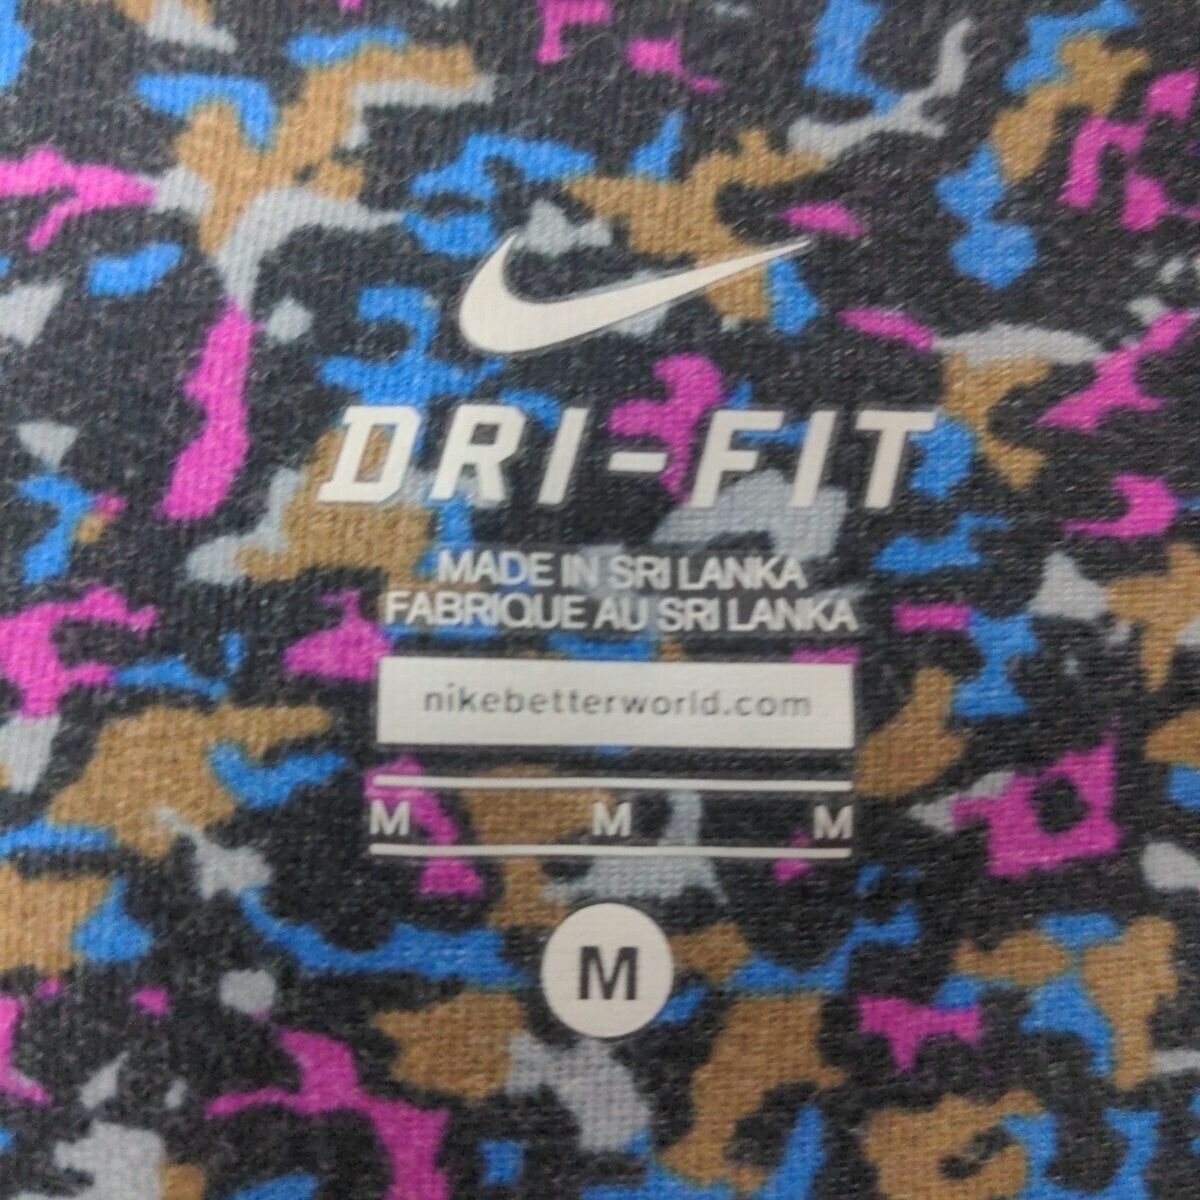 DRI-FIT
MADE IN SRI LANKA
FABRIQUE AU SRI LANKA
nikebetterworld.com
M M M
M